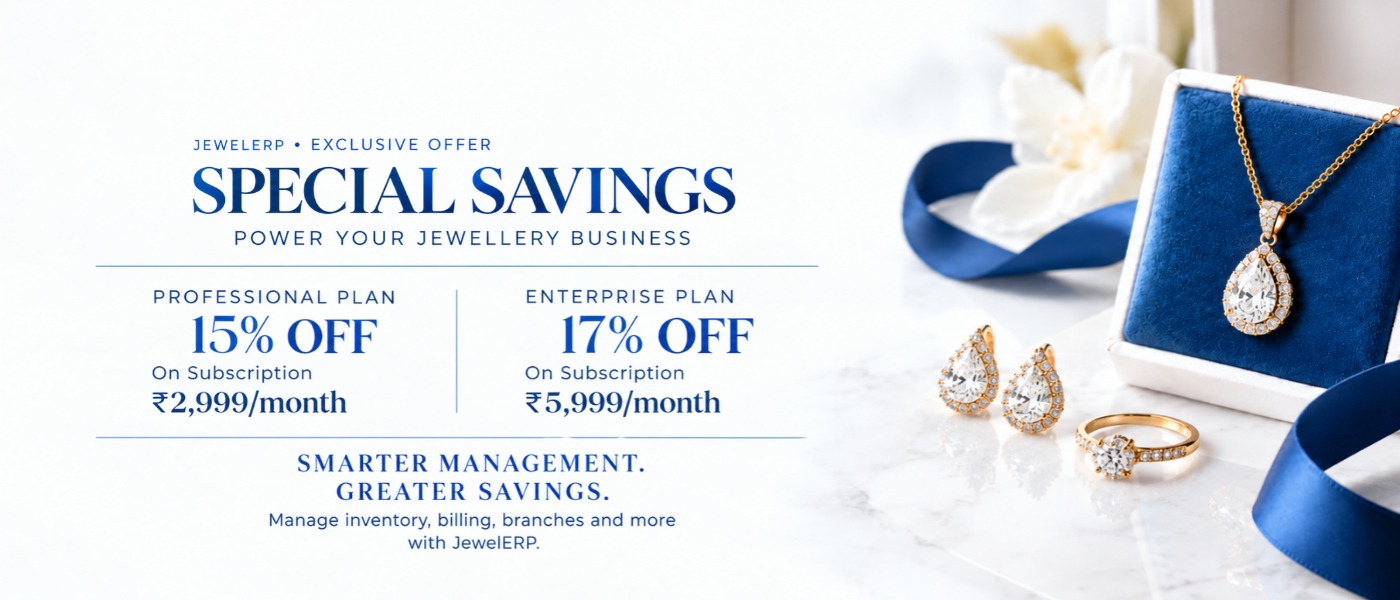 JEWELERP • EXCLUSIVE OFFER
SPECIAL SAVINGS
POWER YOUR JEWELLERY BUSINESS
PROFESSIONAL PLAN
15% OFF
On Subscription
₹2,999/month
ENTERPRISE PLAN
17% OFF
On Subscription
₹5,999/month
SMARTER MANAGEMENT.
GREATER SAVINGS.
Manage inventory, billing, branches and more
with JewelERP.